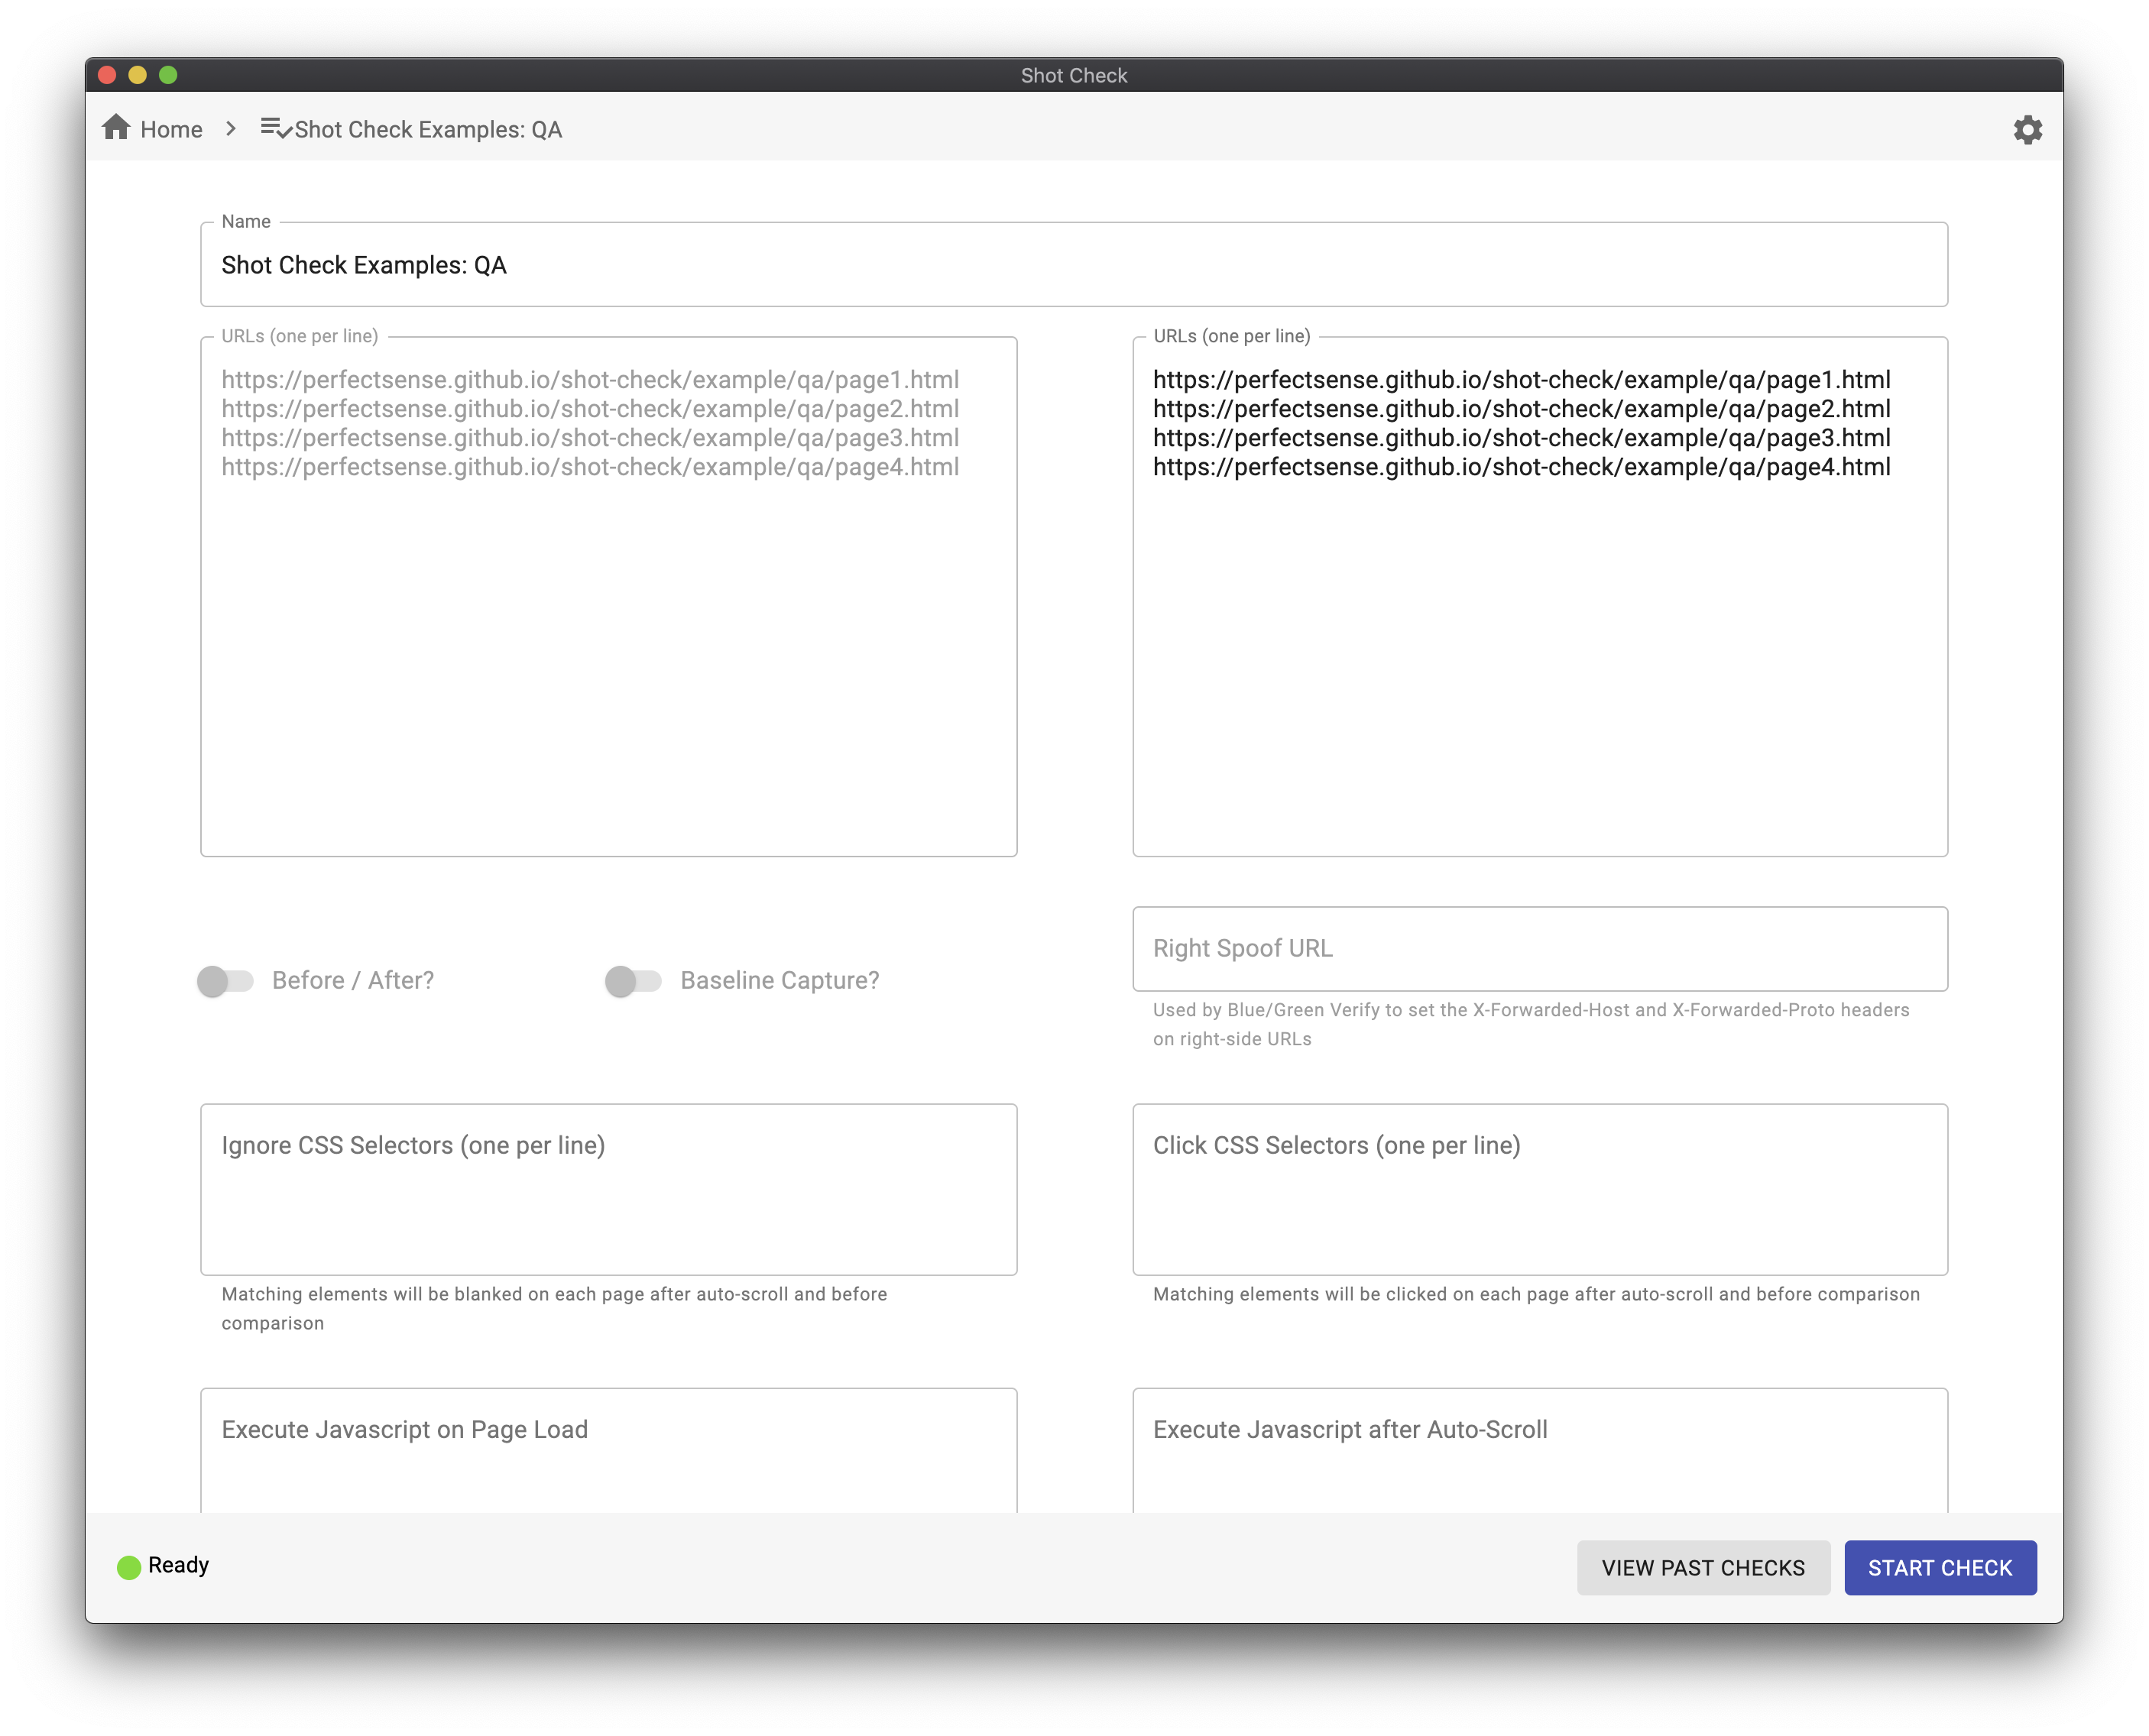 Shot Check
Home > Shot Check Examples: QA
Name
Shot Check Examples: QA
URLs (one per line)
https://perfectsense.github.io/shot-check/example/qa/page1.html
https://perfectsense.github.io/shot-check/example/qa/page2.html
https://perfectsense.github.io/shot-check/example/qa/page3.html
https://perfectsense.github.io/shot-check/example/qa/page4.html
URLs (one per line)
https://perfectsense.github.io/shot-check/example/qa/page1.html
https://perfectsense.github.io/shot-check/example/qa/page2.html
https://perfectsense.github.io/shot-check/example/qa/page3.html
https://perfectsense.github.io/shot-check/example/qa/page4.html
Before / After?
Baseline Capture?
Right Spoof URL
Used by Blue/Green Verify to set the X-Forwarded-Host and X-Forwarded-Proto headers
on right-side URLs
Ignore CSS Selectors (one per line)
Matching elements will be blanked on each page after auto-scroll and before
comparison
Click CSS Selectors (one per line)
Matching elements will be clicked on each page after auto-scroll and before comparison
Execute Javascript on Page Load
Execute Javascript after Auto-Scroll
Ready
VIEW PAST CHECKS
START CHECK